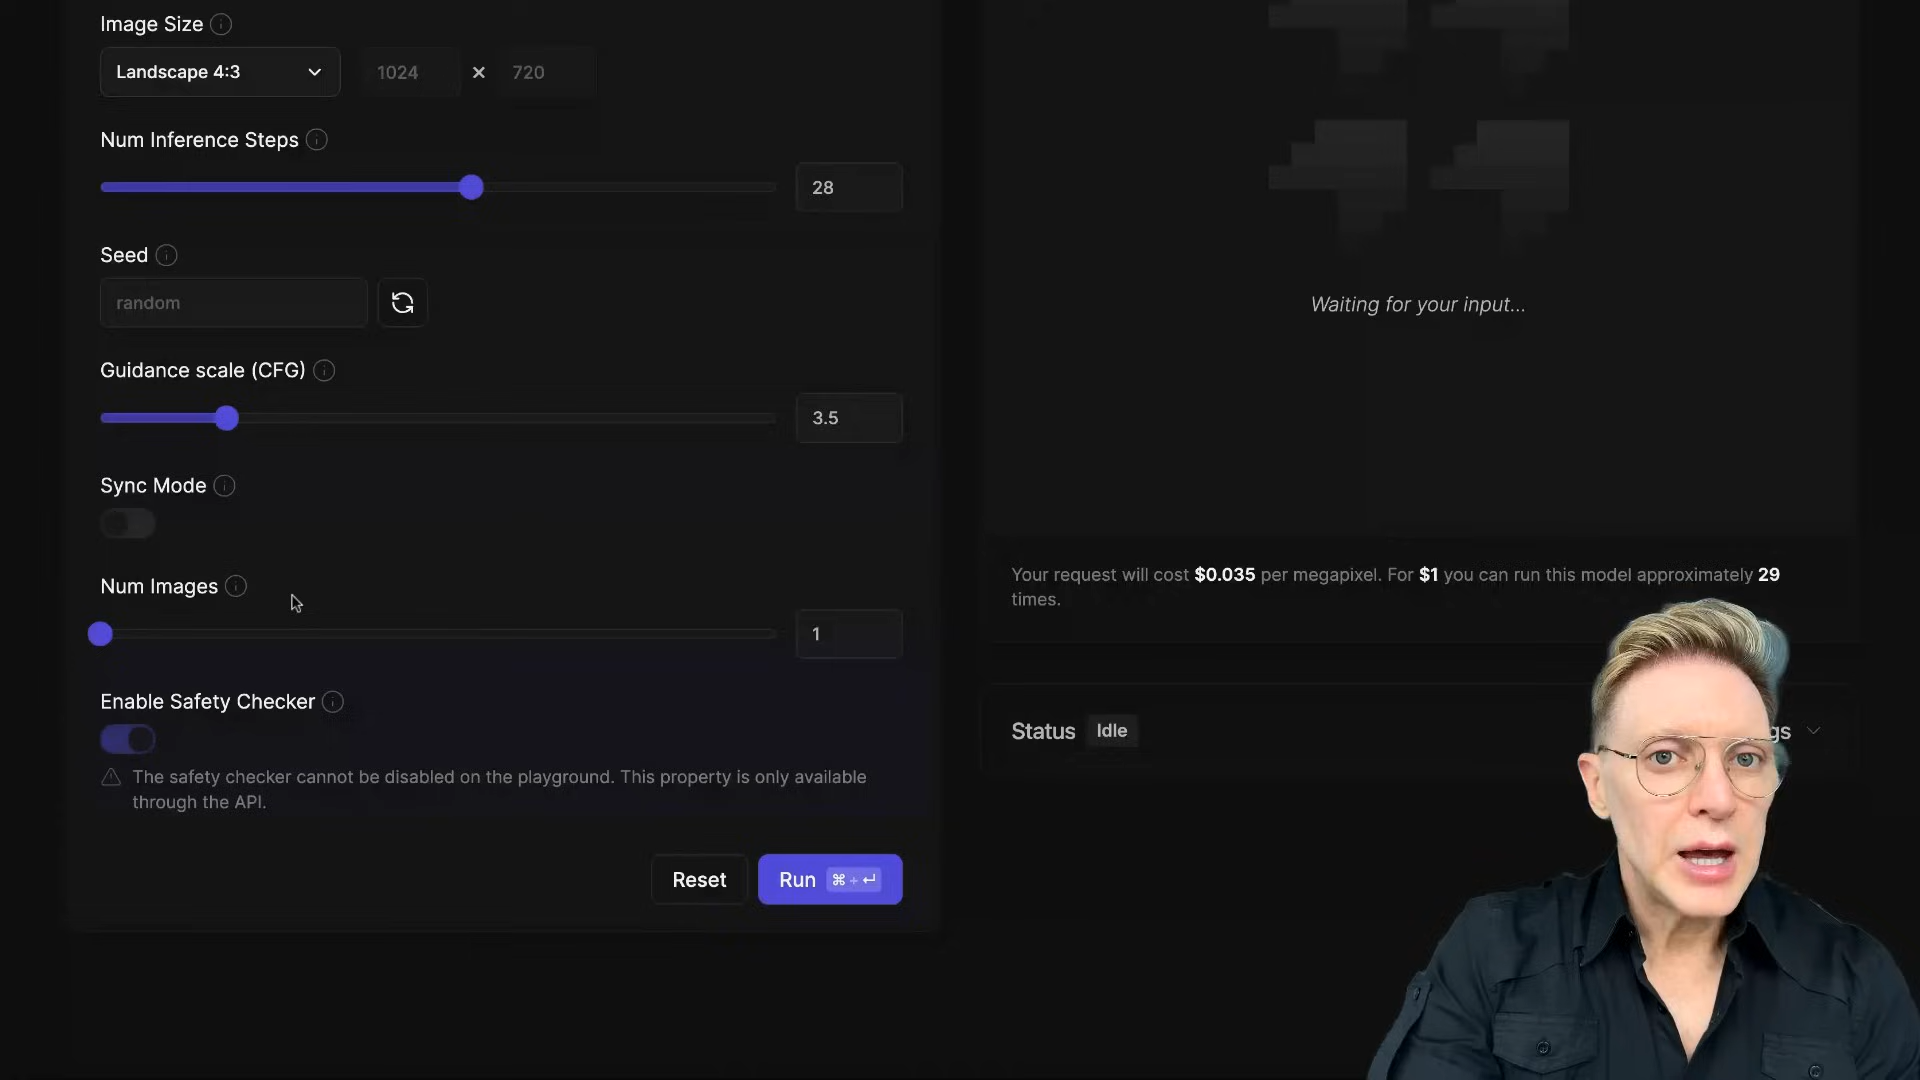 Image Size
Landscape 4:3
1024 × 720
Num Inference Steps
28
Seed
random
Guidance scale (CFG)
3.5
Sync Mode
Num Images
1
Enable Safety Checker
The safety checker cannot be disabled on the playground. This property is only available
through the API.
Reset
Run ⌘ + ↵
Waiting for your input...
Your request will cost $0.035 per megapixel. For $1 you can run this model approximately 29
times.
Status Idle
gs